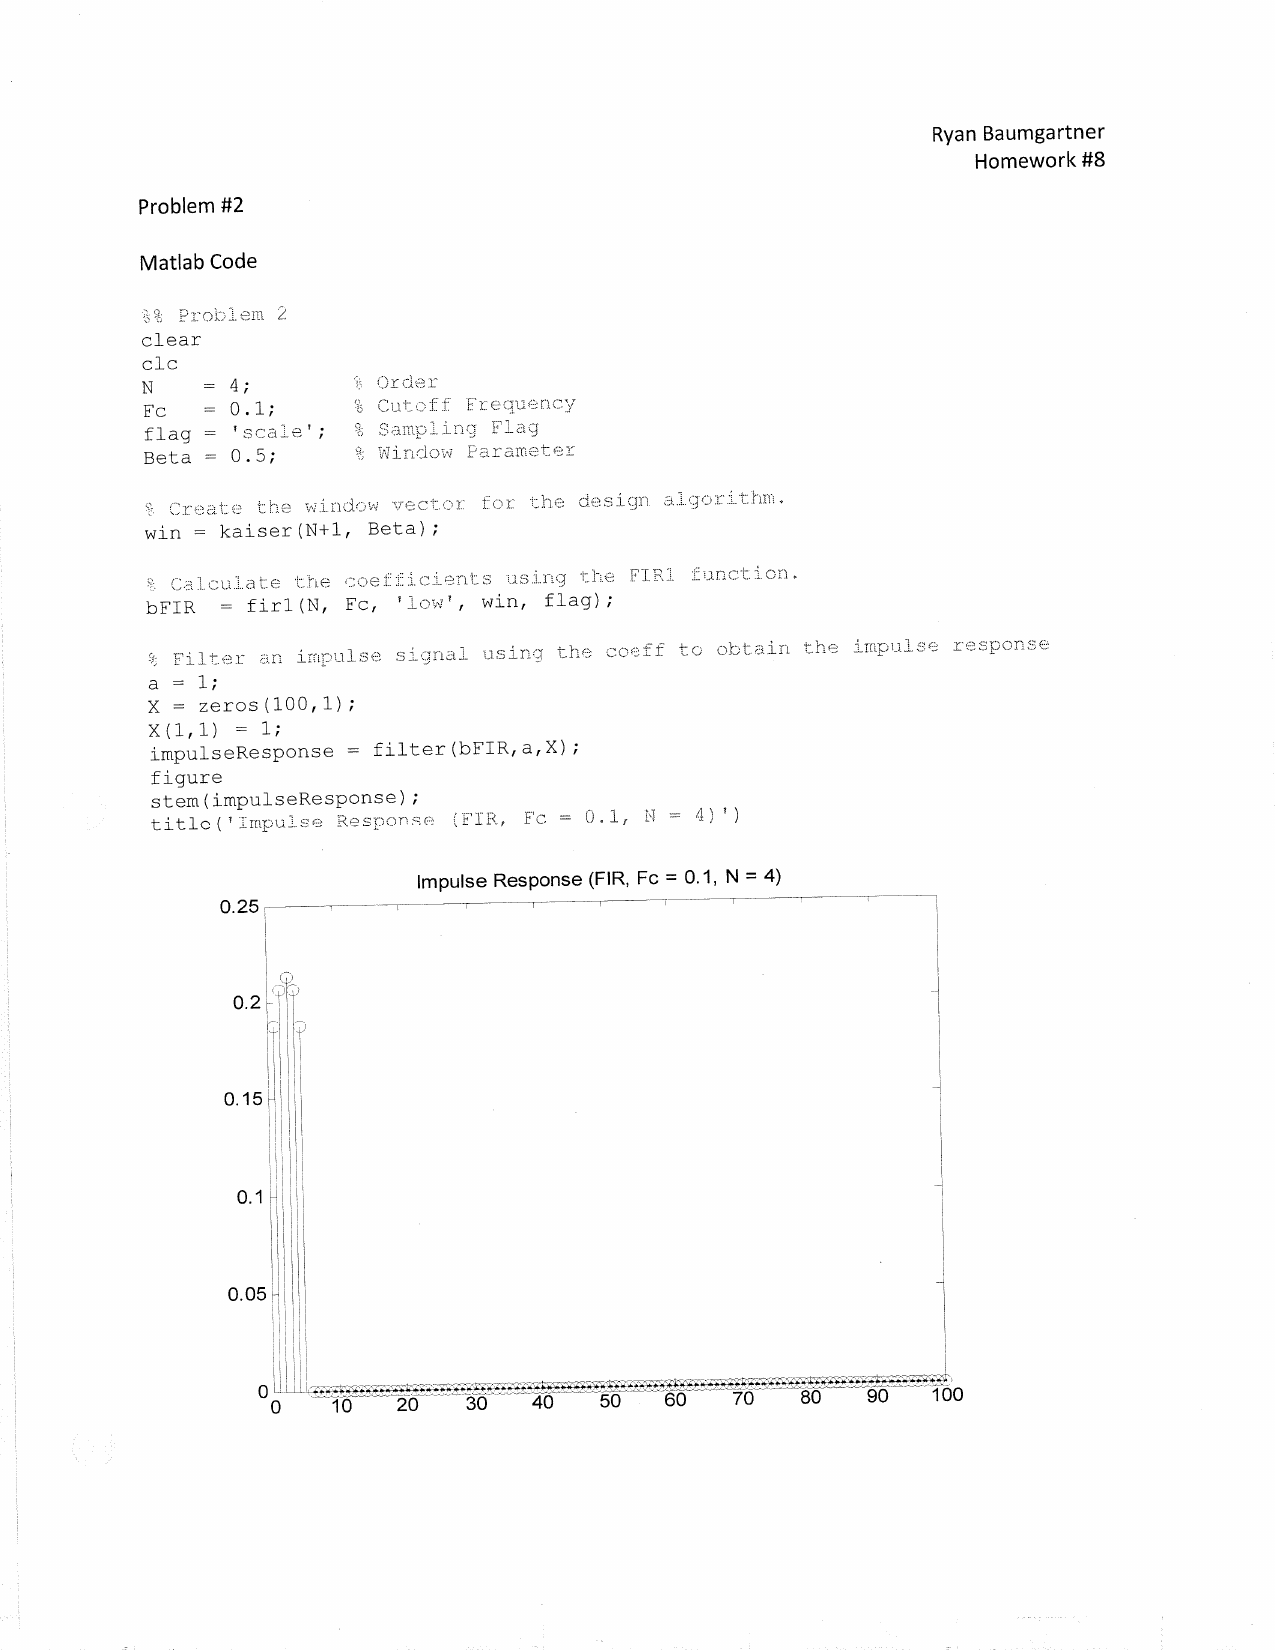 Ryan Baumgartner
Homework #8
Problem #2
Matlab Code
%% Problem 2
clear
clc
N = 4; % Order
Fc = 0.1; % Cutoff Frequency
flag = 'scale'; % Sampling Flag
Beta = 0.5; % Window Parameter
% Create the window vector for the design algorithm.
win = kaiser(N+1, Beta);
% Calculate the coefficients using the FIR1 function.
bFIR = fir1(N, Fc, 'low', win, flag);
% Filter an impulse signal using the coeff to obtain the impulse response
a = 1;
X = zeros(100,1);
X(1,1) = 1;
impulseResponse = filter(bFIR,a,X);
figure
stem(impulseResponse);
title('Impulse Response (FIR, Fc = 0.1, N = 4)')
Impulse Response (FIR, Fc = 0.1, N = 4)
0.25
0.2
0.15
0.1
0.05
0
0 10 20 30 40 50 60 70 80 90 100